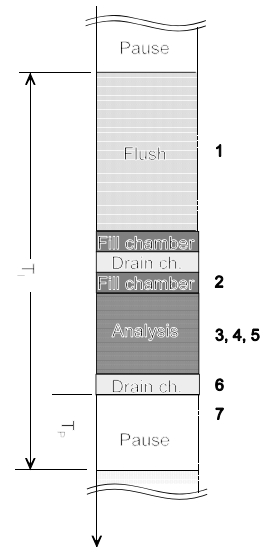 Pause
Flush
1
Fill chamber
Drain ch.
Fill chamber
2
Analysis
3, 4, 5
Drain ch.
6
7
Pause
Tp